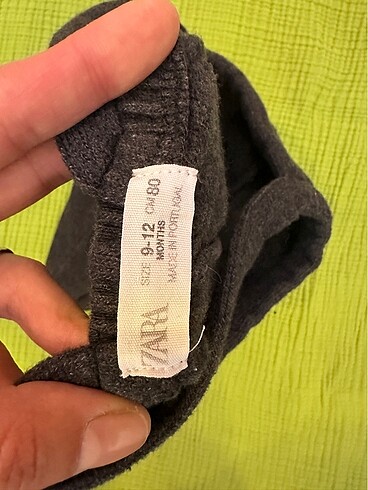 ZARA
SIZE 9-12 CM 80
MONTHS
MADE IN PORTUGAL